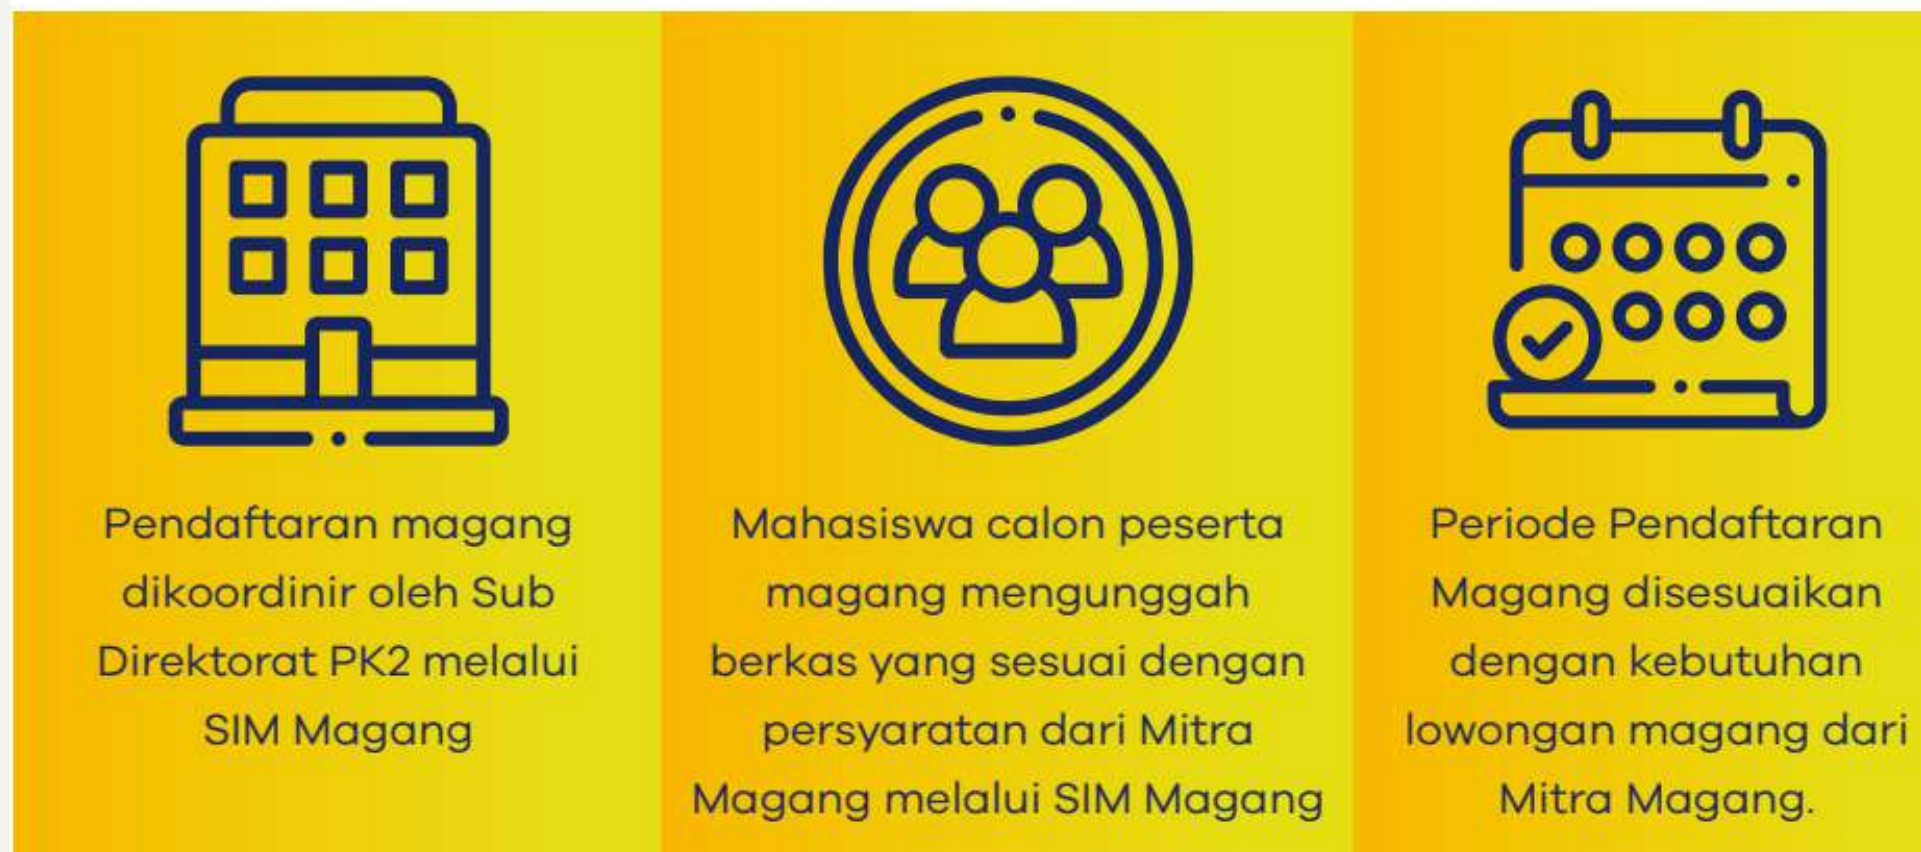 Pendaftaran magang
dikoordinir oleh Sub
Direktorat PK2 melalui
SIM Magang
Mahasiswa calon peserta
magang mengunggah
berkas yang sesuai dengan
persyaratan dari Mitra
Magang melalui SIM Magang
Periode Pendaftaran
Magang disesuaikan
dengan kebutuhan
lowongan magang dari
Mitra Magang.